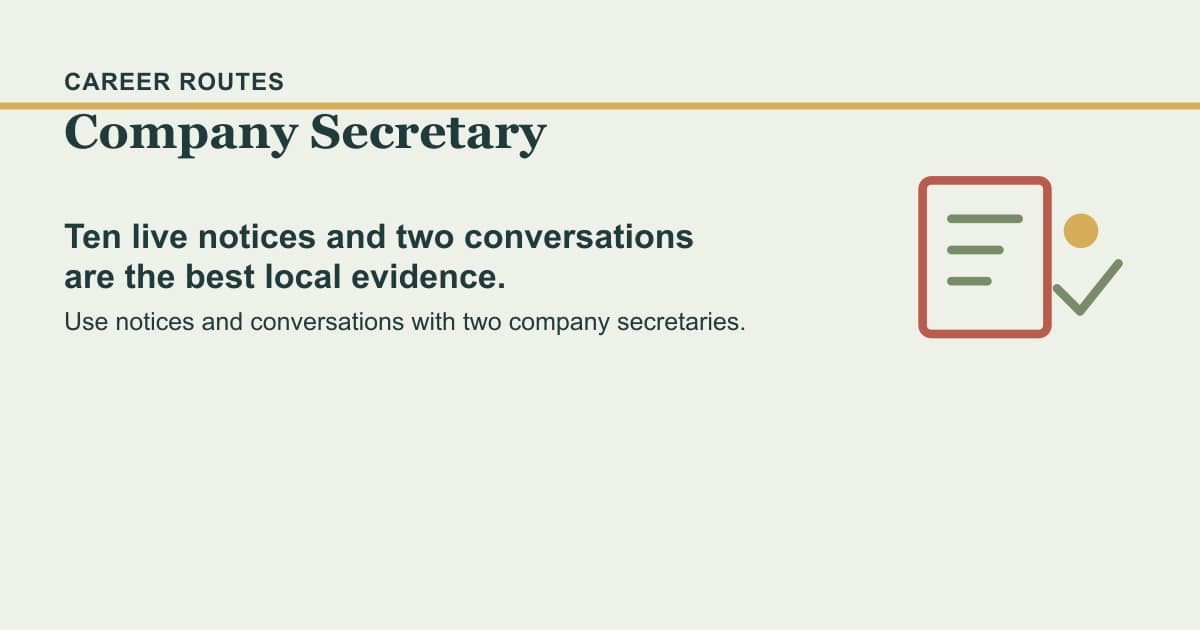 CAREER ROUTES
Company Secretary
Ten live notices and two conversations
are the best local evidence.
Use notices and conversations with two company secretaries.